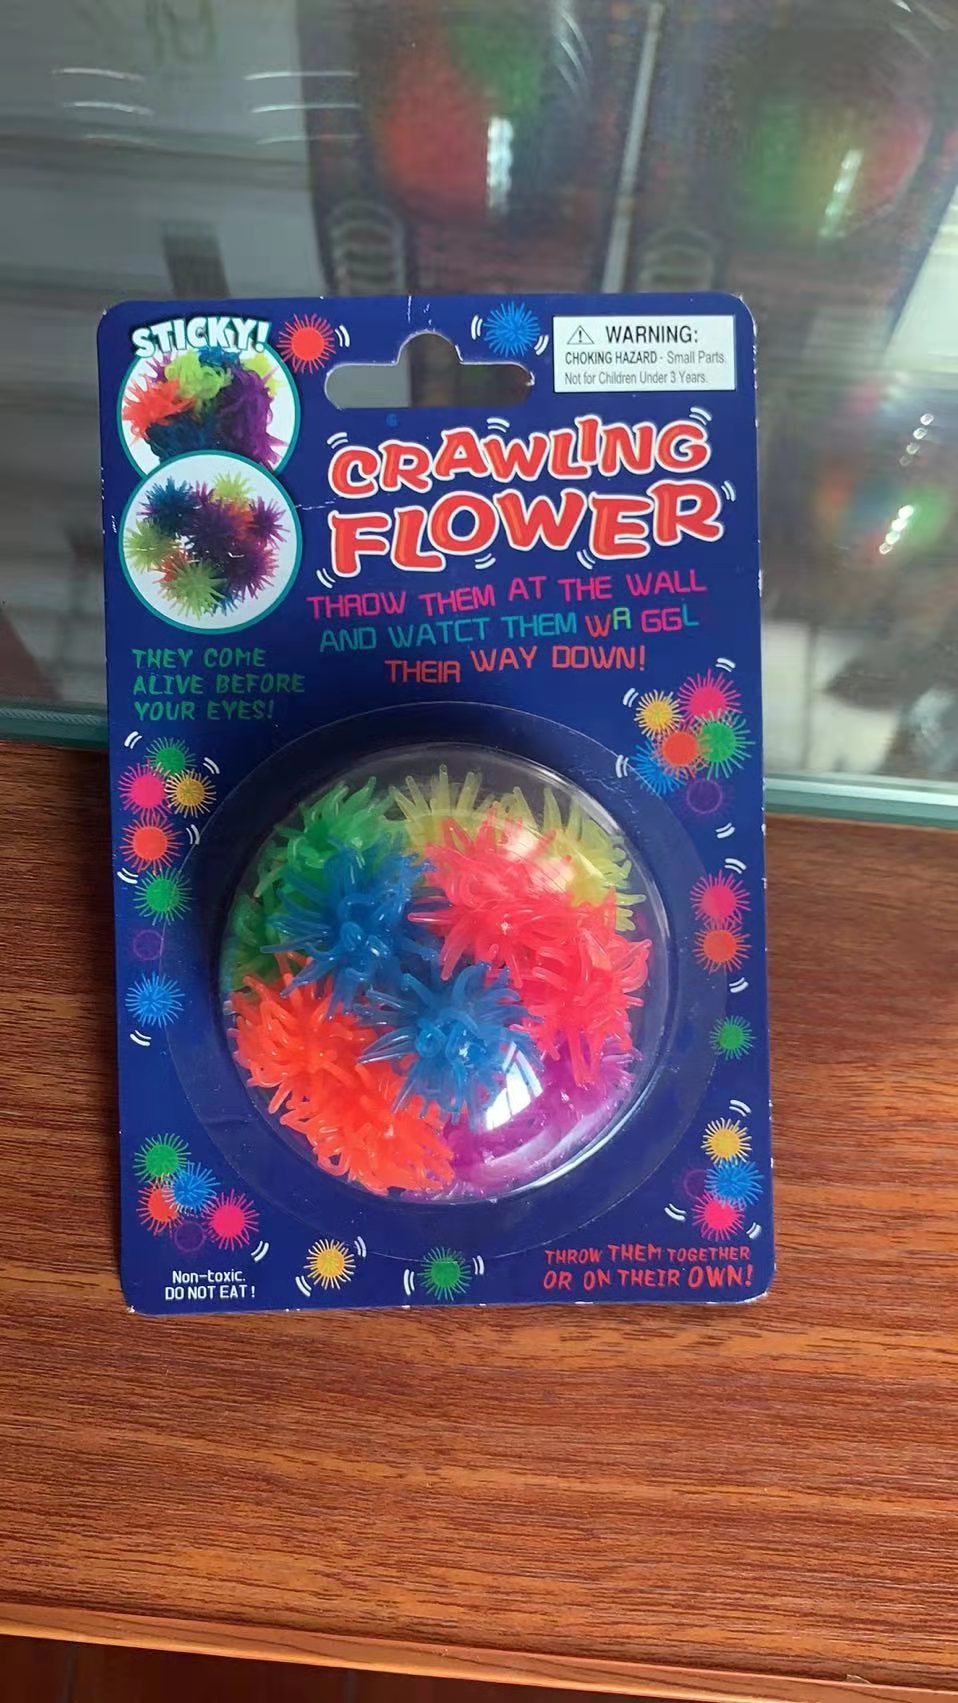 STICKY!
⚠ WARNING:
CHOKING HAZARD - Small Parts.
Not for Children Under 3 Years.
CRAWLING
FLOWER
THROW THEM AT THE WALL
AND WATCT THEM WA GGL
THEIR WAY DOWN!
THEY COME
ALIVE BEFORE
YOUR EYES!
Non-toxic.
DO NOT EAT!
THROW THEM TOGETHER
OR ON THEIR OWN!